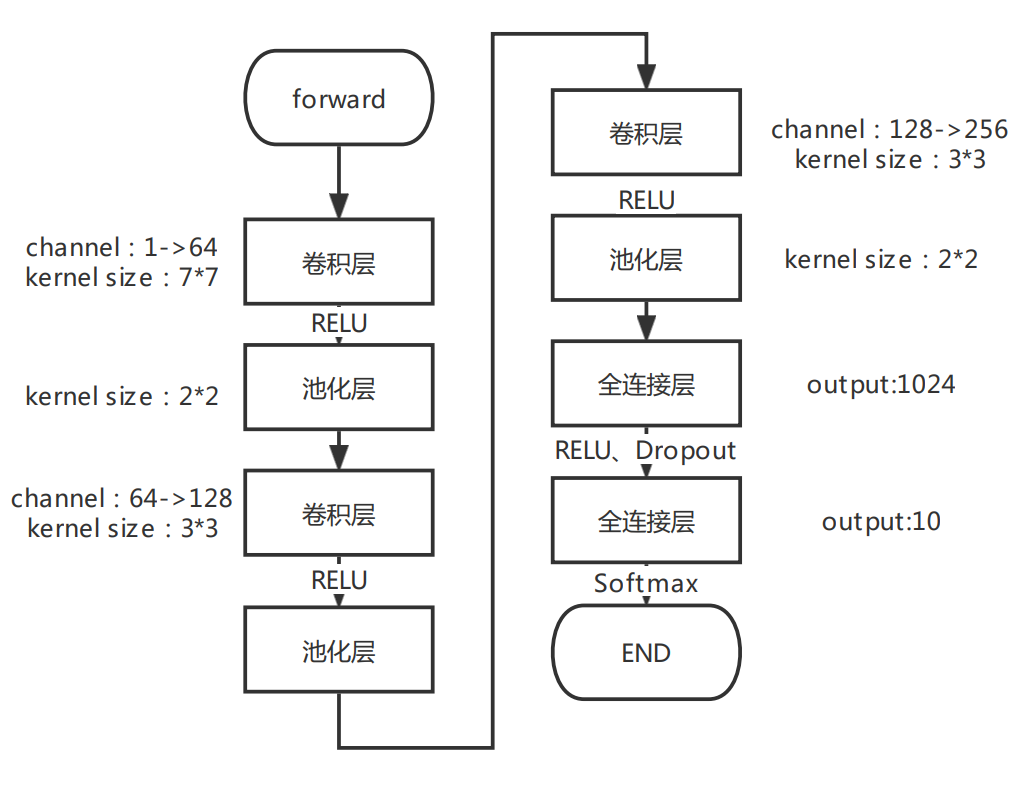 forward
channel：1->64
kernel size：7*7
卷积层
RELU
kernel size：2*2
池化层
channel：64->128
kernel size：3*3
卷积层
RELU
池化层
卷积层
channel：128->256
kernel size：3*3
RELU
池化层
kernel size：2*2
全连接层
output:1024
RELU、Dropout
全连接层
output:10
Softmax
END